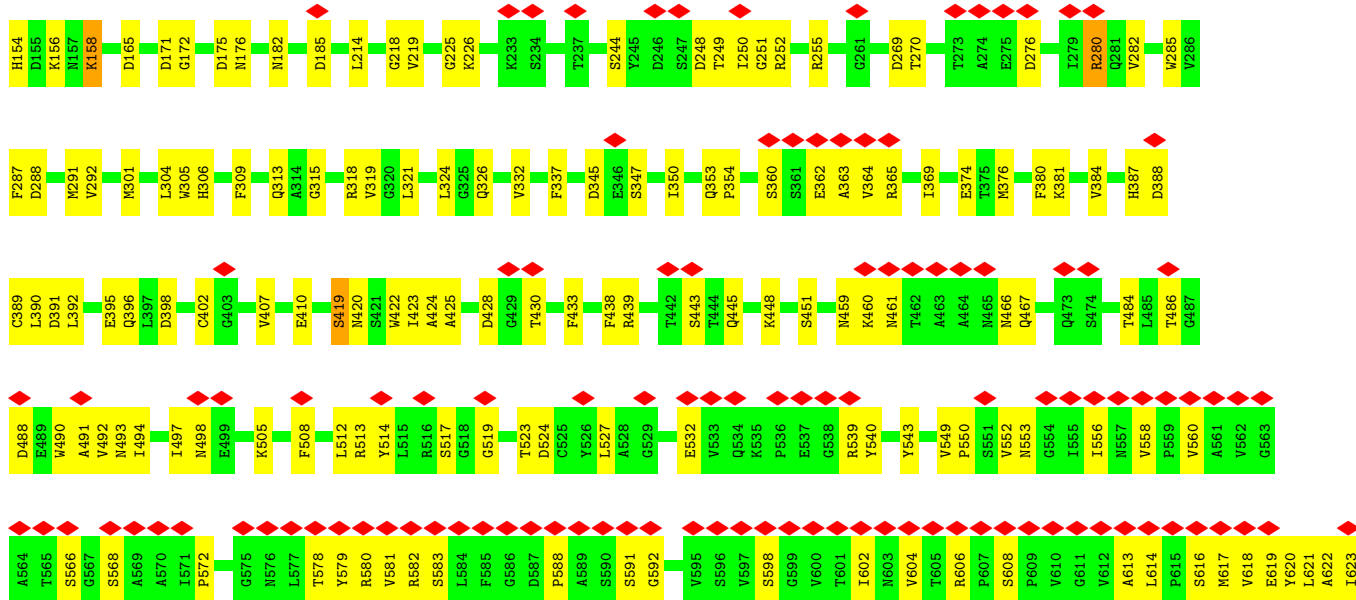 H154 D155 K156 N157 K158 D165 D171 G172 D175 N176 N182 D185 L214 G218 V219 G225 K226 K233 S234 T237 S244 Y245 D246 S247 D248 T249 I250 G251 R252 R255 G261 D269 T270 T273 A274 E275 D276 I279 R280 Q281 V282 W285 V286
F287 D288 M291 V292 M301 L304 W305 H306 F309 Q313 A314 G315 R318 V319 G320 L321 L324 G325 Q326 V332 F337 D345 E346 S347 I350 Q353 P354 S360 S361 E362 A363 V364 R365 I369 E374 T375 M376 F380 K381 V384 H387 D388
C389 L390 D391 L392 E395 Q396 L397 D398 C402 G403 V407 E410 S419 N420 S421 W422 I423 A424 A425 D428 G429 T430 F433 F438 R439 T442 S443 T444 Q445 K448 S451 N459 K460 N461 T462 A463 A464 N465 N466 Q467 Q473 S474 T484 L485 T486 G487
D488 E489 W490 A491 V492 N493 I494 I497 N498 E499 K505 F508 L512 R513 Y514 L515 R516 S517 G518 G519 T523 D524 C525 Y526 L527 A528 G529 E532 V533 Q534 K535 P536 E537 G538 R539 Y540 Y543 V549 P550 S551 V552 N553 G554 I555 I556 N557 V558 P559 V560 A561 V562 G563
A564 T565 S566 G567 S568 A569 A570 I571 P572 G575 N576 L577 T578 Y579 R580 V581 R582 S583 L584 F585 G586 D587 P588 A589 S590 S591 G592 V595 S596 V597 S598 G599 V600 T601 I602 N603 V604 T605 R606 P607 S608 P609 V610 G611 V612 A613 L614 P615 S616 M617 V618 E619 Y620 L621 A622 I623